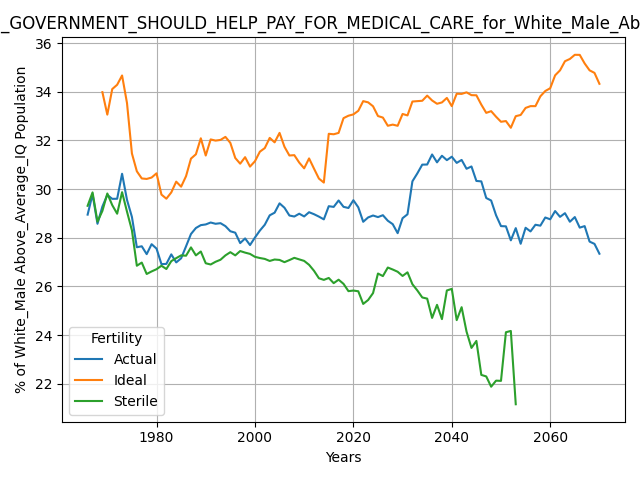 _GOVERNMENT_SHOULD_HELP_PAY_FOR_MEDICAL_CARE_for_White_Male_Ab
% of White_Male Above_Average_IQ Population
36
34
32
30
28
26
24
22
Fertility
Actual
Ideal
Sterile
1980
2000
2020
2040
2060
Years